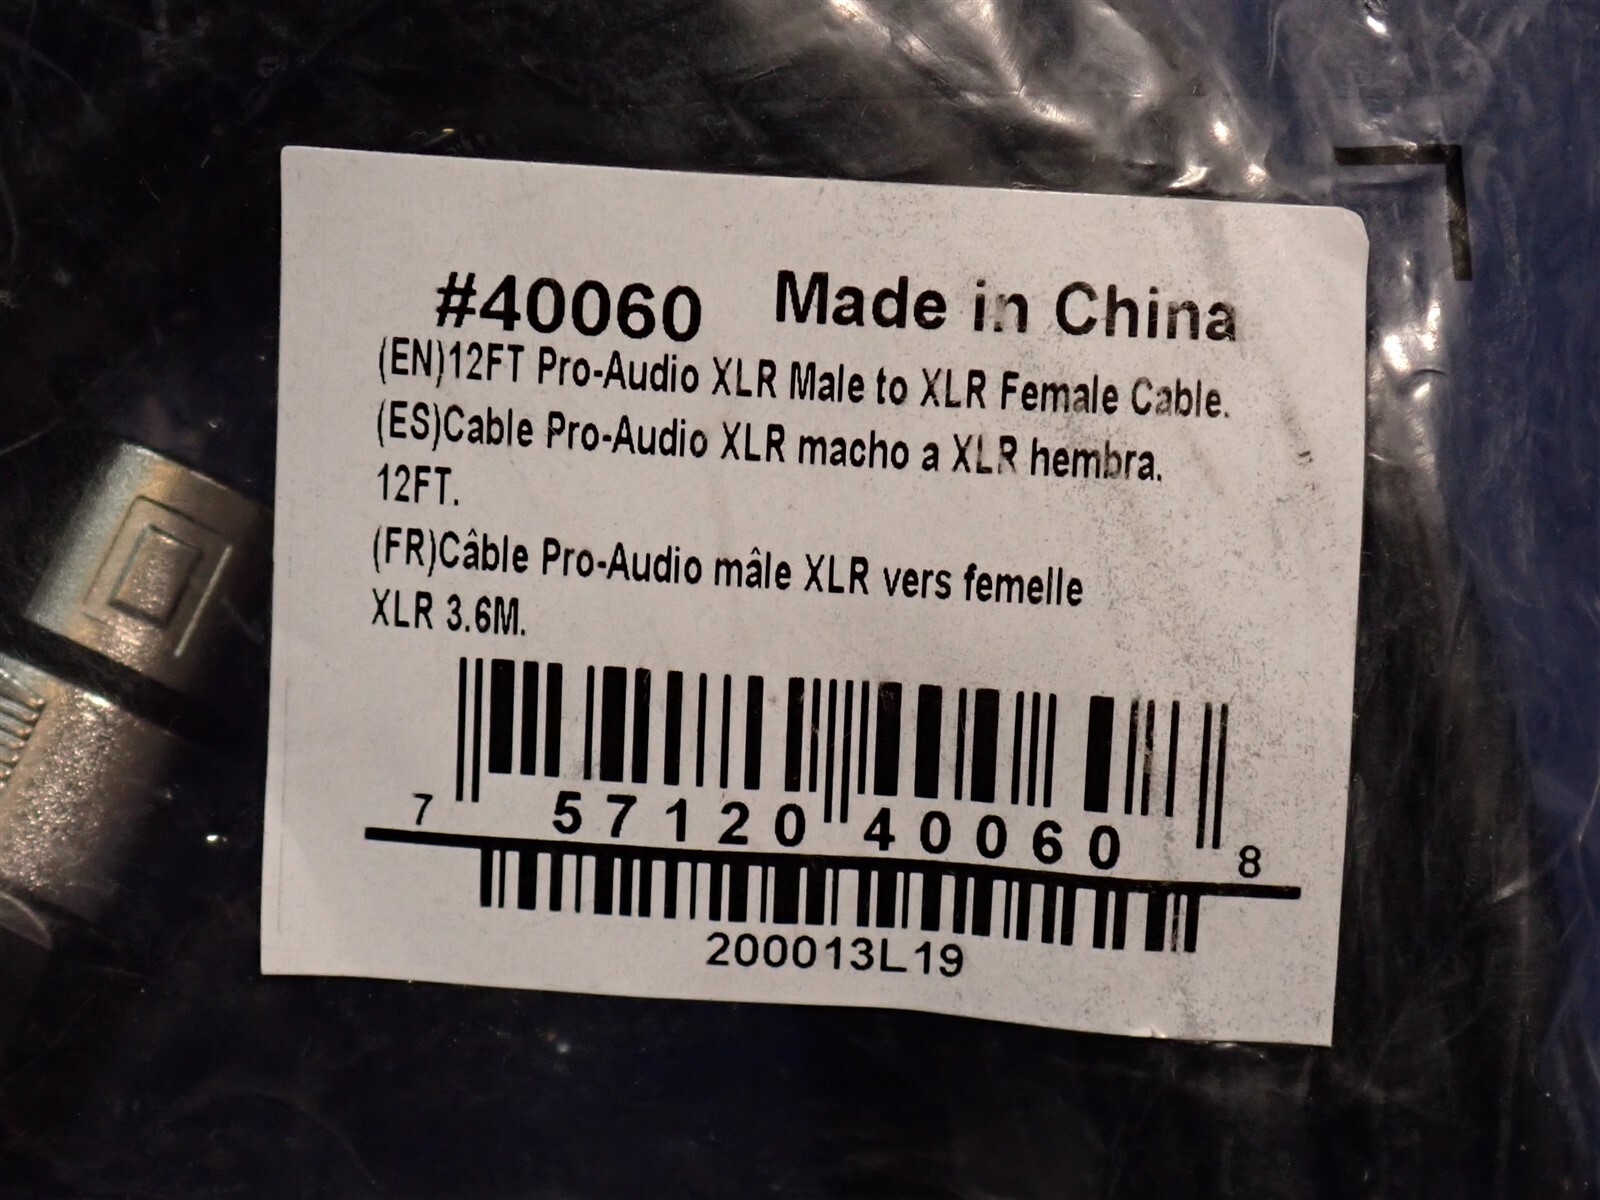 #40060 Made in China
(EN)12FT Pro-Audio XLR Male to XLR Female Cable.
(ES)Cable Pro-Audio XLR macho a XLR hembra.
12FT.
(FR)Câble Pro-Audio mâle XLR vers femelle
XLR 3.6M.
7 57120 40060 8
200013L19